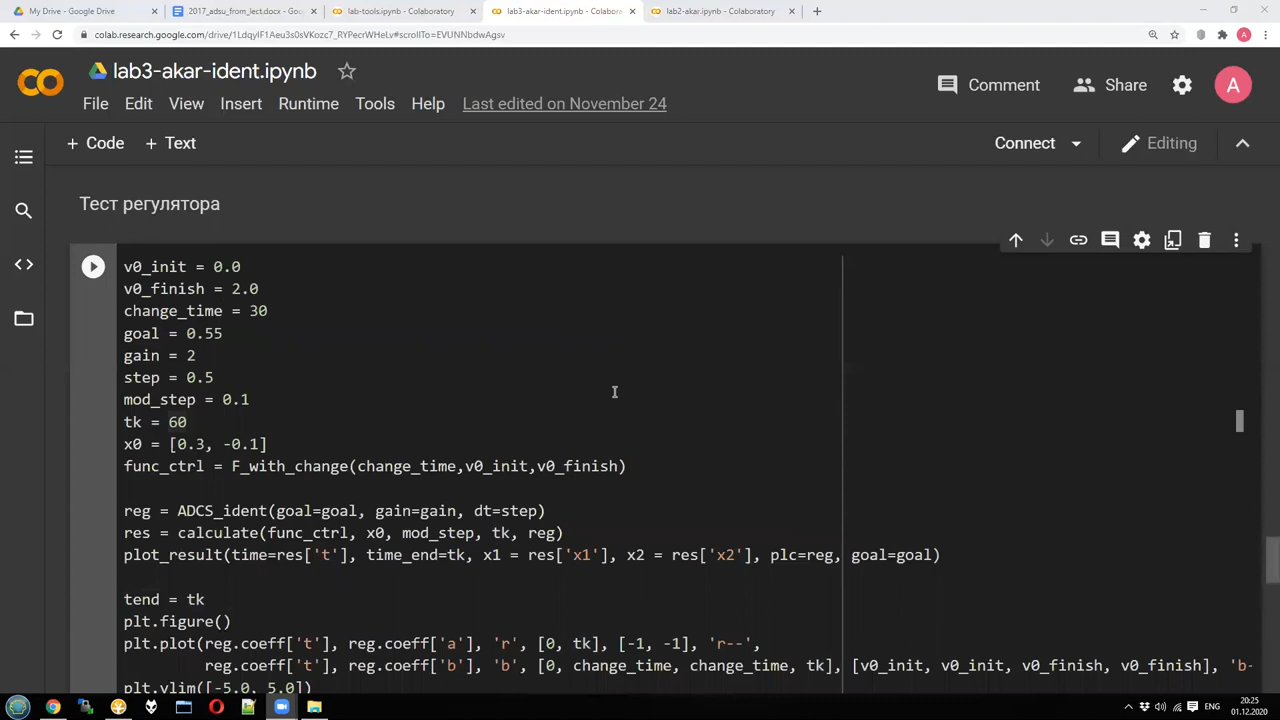 My Drive - Google Drive
2017_adsu_from_lect.docx - Goo
lab-tools.ipynb - Colaboratory
lab3-akar-ident.ipynb - Colabora
lab2-akar.ipynb - Colaboratory
colab.research.google.com/drive/1LdqyIF1Aeu3s0sVKozc7_RYPecrWHeLv#scrollTo=EVUNNbdwAgsv
lab3-akar-ident.ipynb
Comment
Share
A
File Edit View Insert Runtime Tools Help Last edited on November 24
+ Code + Text
Connect
Editing
Тест регулятора
v0_init = 0.0
v0_finish = 2.0
change_time = 30
goal = 0.55
gain = 2
step = 0.5
mod_step = 0.1
tk = 60
x0 = [0.3, -0.1]
func_ctrl = F_with_change(change_time,v0_init,v0_finish)
reg = ADCS_ident(goal=goal, gain=gain, dt=step)
res = calculate(func_ctrl, x0, mod_step, tk, reg)
plot_result(time=res['t'], time_end=tk, x1 = res['x1'], x2 = res['x2'], plc=reg, goal=goal)
tend = tk
plt.figure()
plt.plot(reg.coeff['t'], reg.coeff['a'], 'r', [0, tk], [-1, -1], 'r--',
reg.coeff['t'], reg.coeff['b'], 'b', [0, change_time, change_time, tk], [v0_init, v0_init, v0_finish, v0_finish], 'b-
plt.ylim([-5.0, 5.0])
ENG
20:25
01.12.2020